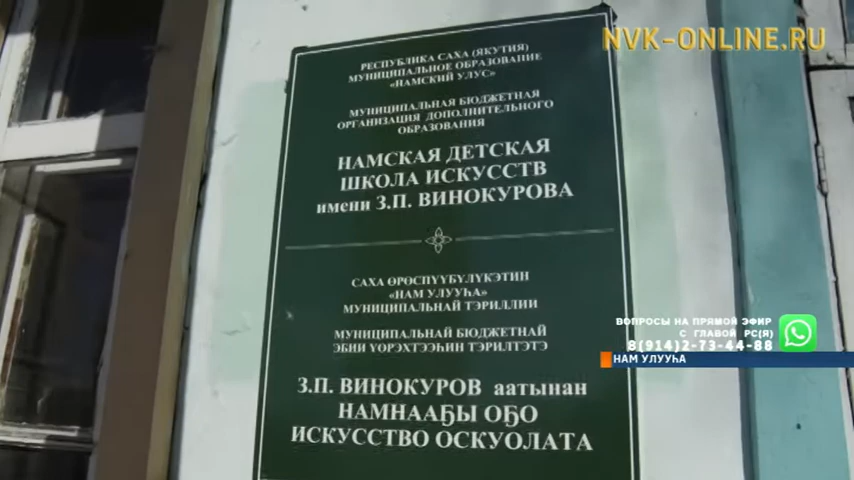 NVK-ONLINE.RU
РЕСПУБЛИКА САХА (ЯКУТИЯ)
МУНИЦИПАЛЬНОЕ ОБРАЗОВАНИЕ
«НАМСКИЙ УЛУС»
МУНИЦИПАЛЬНАЯ БЮДЖЕТНАЯ
ОРГАНИЗАЦИЯ ДОПОЛНИТЕЛЬНОГО
ОБРАЗОВАНИЯ
НАМСКАЯ ДЕТСКАЯ
ШКОЛА ИСКУССТВ
имени З.П. ВИНОКУРОВА
САХА ӨРӨСПҮҮБҮЛҮКЭТИН
«НАМ УЛУУҺА»
МУНИЦИПАЛЬНАЙ ТЭРИЛЛИИ
МУНИЦИПАЛЬНАЙ БЮДЖЕТНАЙ
ЭБИИ ҮӨРЭХТЭЭҺИН ТЭРИЛТЭТЭ
З.П. ВИНОКУРОВ аатынан
НАМНААҔЫ ОҔО
ИСКУССТВО ОСКУОЛАТА
ВОПРОСЫ НА ПРЯМОЙ ЭФИР
С ГЛАВОЙ РС(Я)
8(914)2-73-44-88
НАМ УЛУУҺА